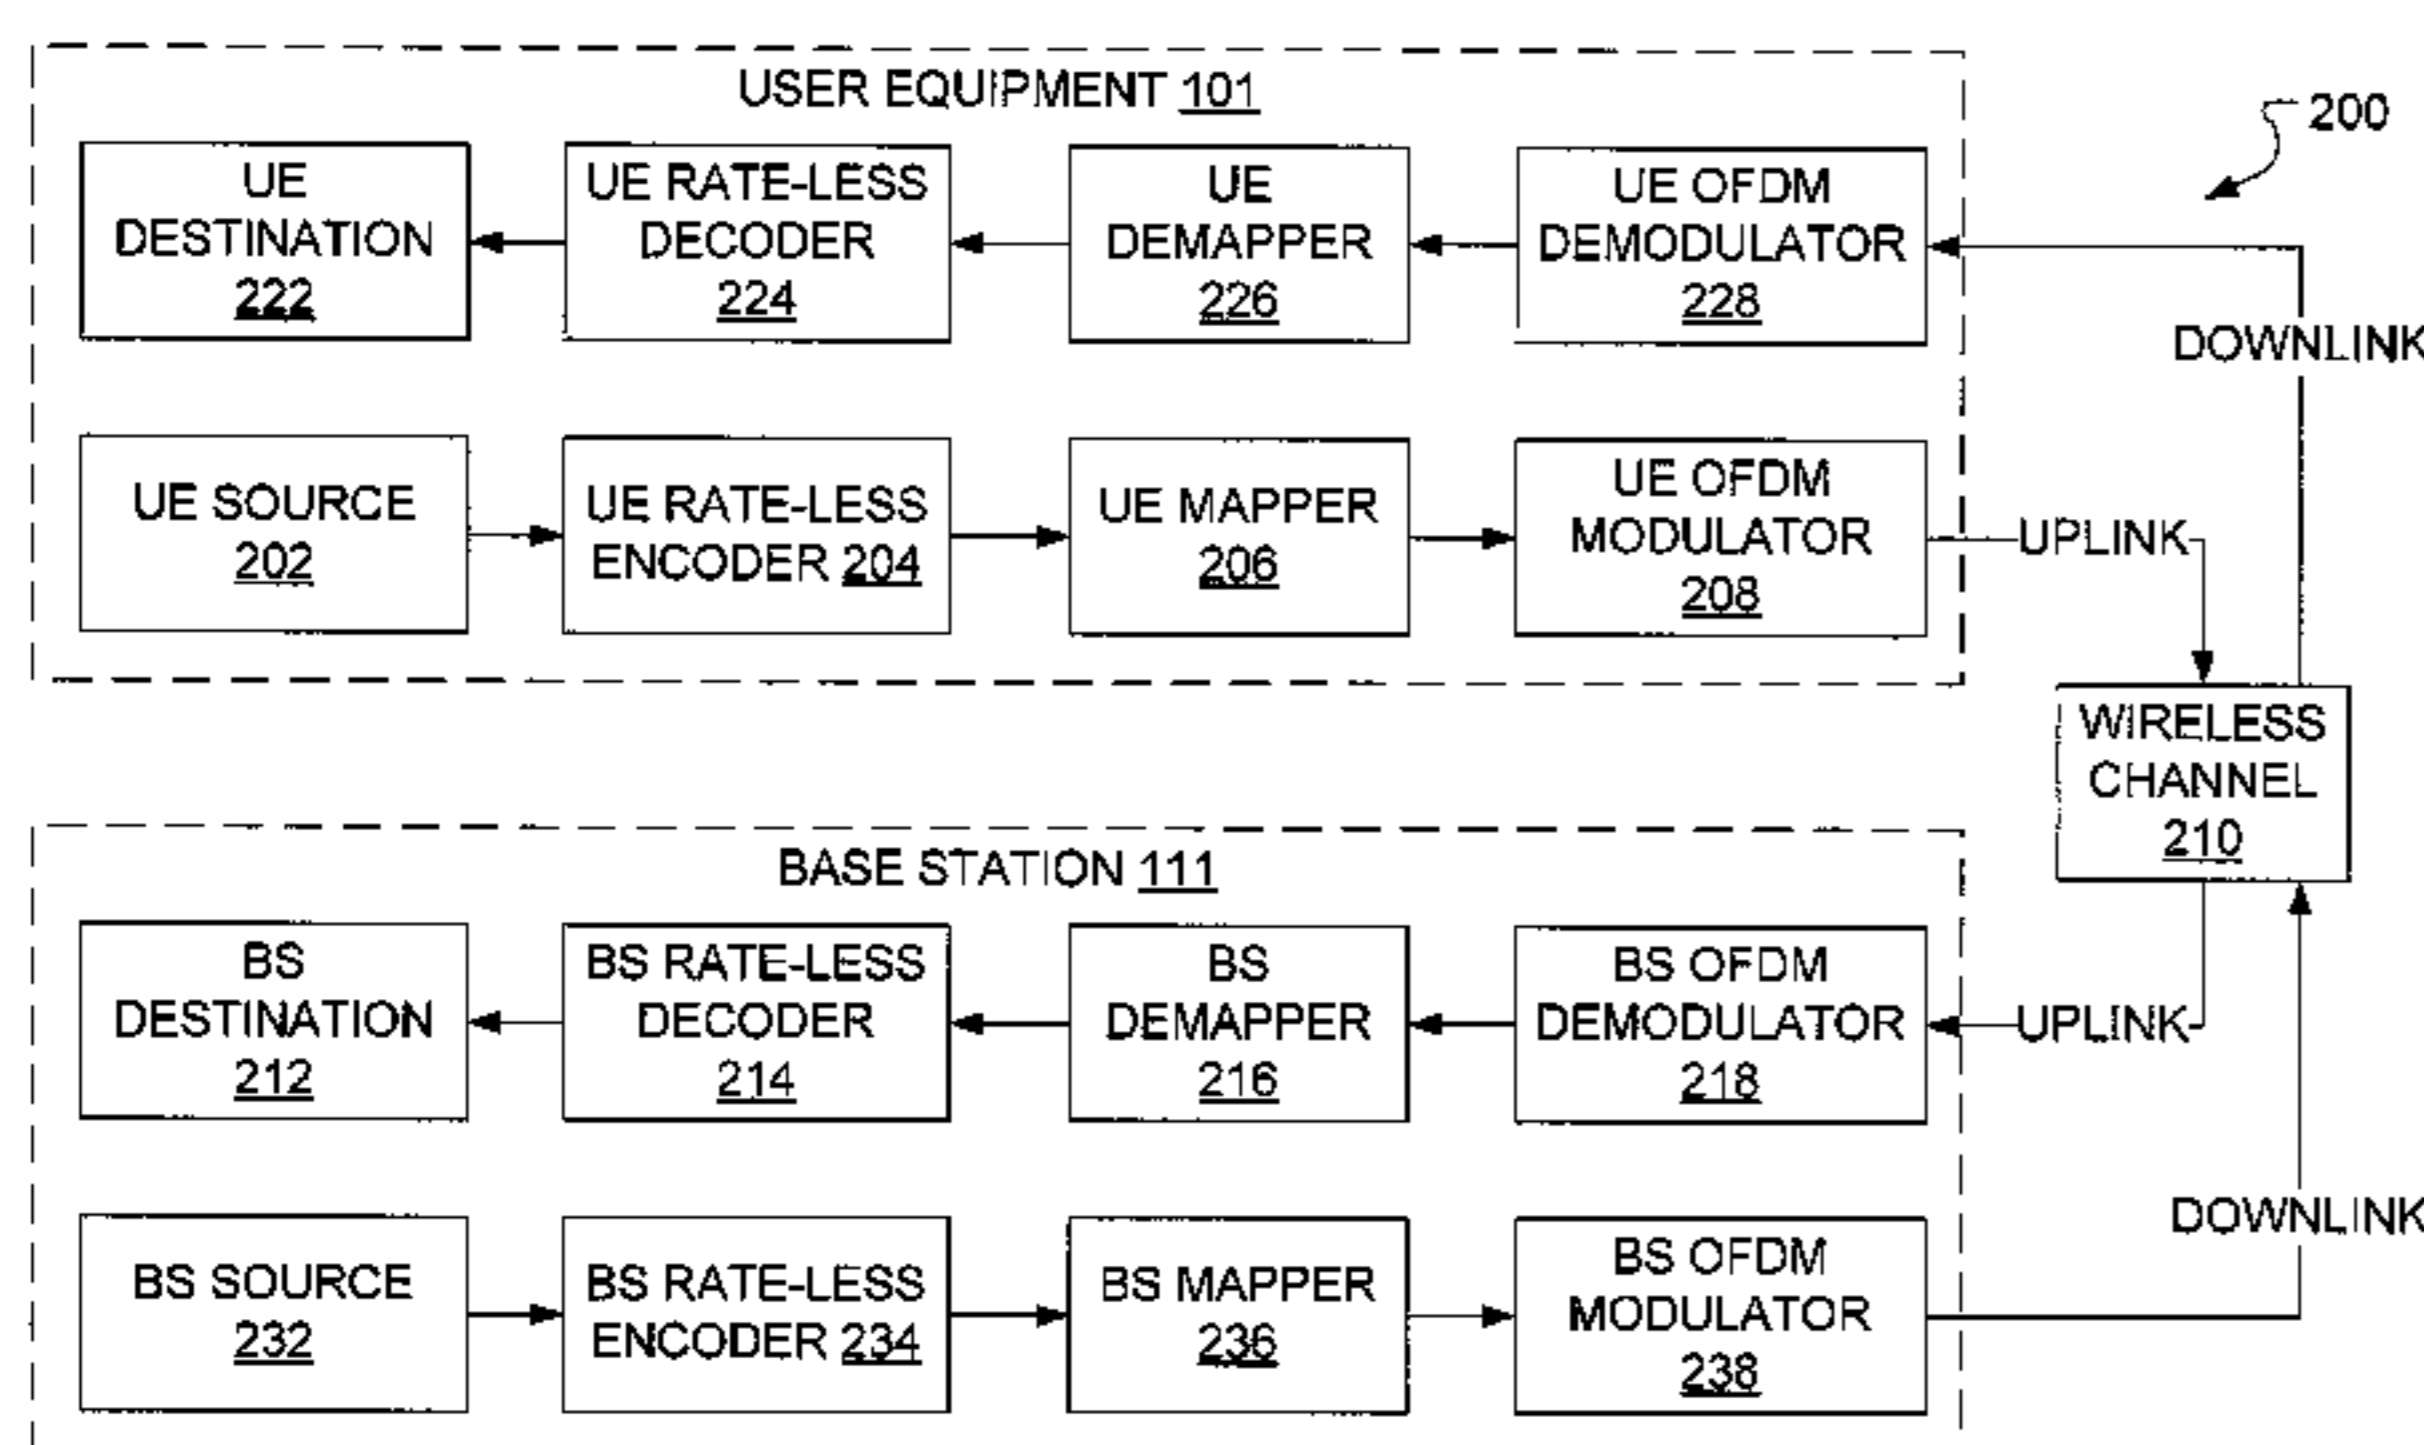 USER EQUIPMENT 101
200
UE
DESTINATION
222
UE RATE-LESS
DECODER
224
UE
DEMAPPER
226
UE OFDM
DEMODULATOR
228
DOWNLINK
UE SOURCE
202
UE RATE-LESS
ENCODER 204
UE MAPPER
206
UE OFDM
MODULATOR
208
UPLINK
WIRELESS
CHANNEL
210
BASE STATION 111
BS
DESTINATION
212
BS RATE-LESS
DECODER
214
BS
DEMAPPER
216
BS OFDM
DEMODULATOR
218
UPLINK
BS SOURCE
232
BS RATE-LESS
ENCODER 234
BS MAPPER
236
BS OFDM
MODULATOR
238
DOWNLINK